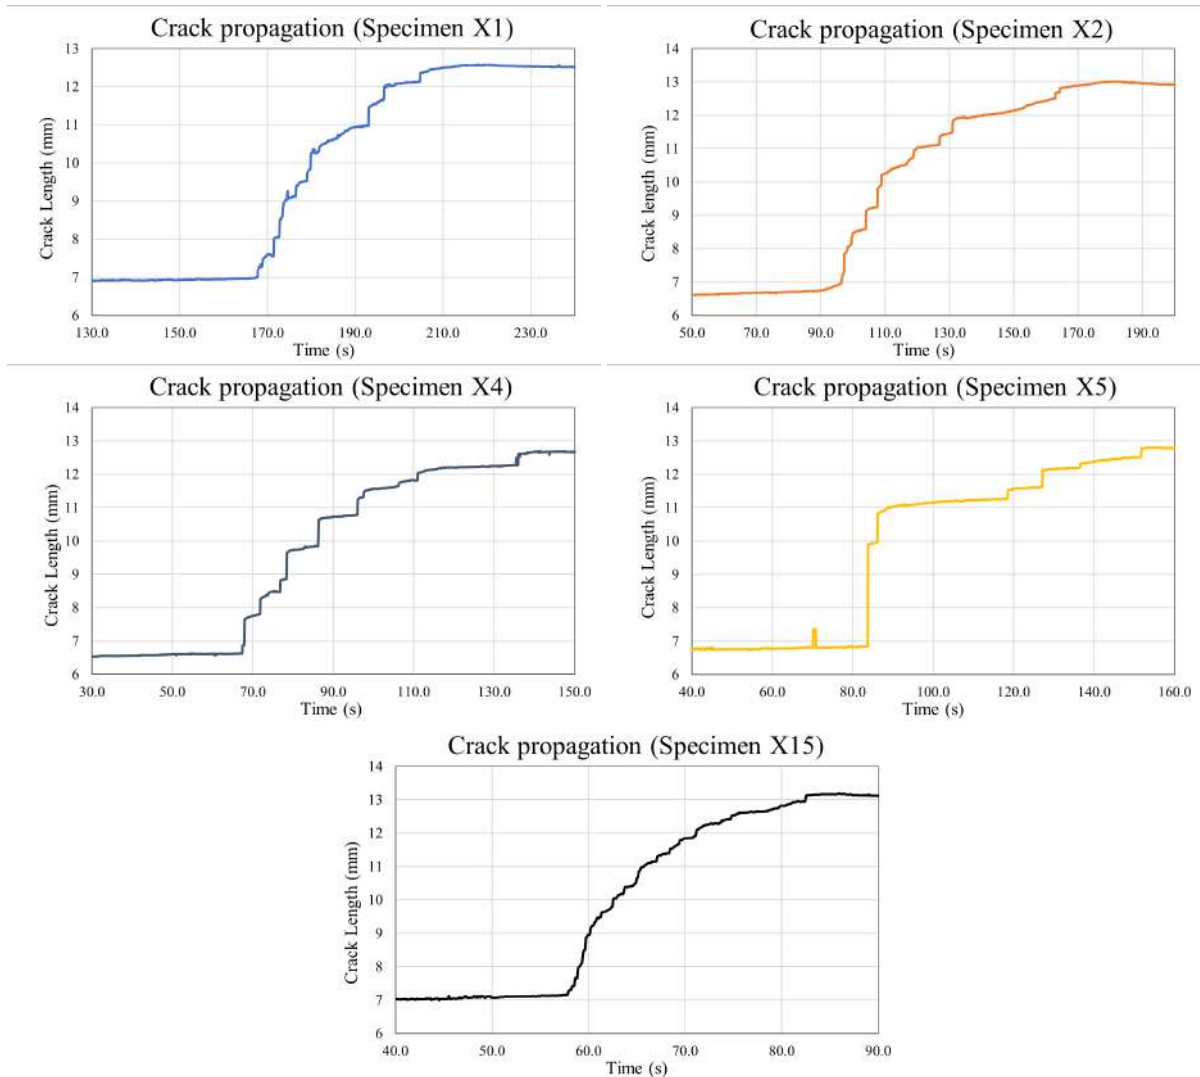 Crack propagation (Specimen X1)
13
12
11
10
9
8
7
6
Crack Length (mm)
130.0 150.0 170.0 190.0 210.0 230.0
Time (s)
Crack propagation (Specimen X2)
14
13
12
11
10
9
8
7
6
Crack length (mm)
50.0 70.0 90.0 110.0 130.0 150.0 170.0 190.0
Time (s)
Crack propagation (Specimen X4)
14
13
12
11
10
9
8
7
6
Crack Length (mm)
30.0 50.0 70.0 90.0 110.0 130.0 150.0
Time (s)
Crack propagation (Specimen X5)
14
13
12
11
10
9
8
7
6
Crack Length (mm)
40.0 60.0 80.0 100.0 120.0 140.0 160.0
Time (s)
Crack propagation (Specimen X15)
14
13
12
11
10
9
8
7
6
Crack Length (mm)
40.0 50.0 60.0 70.0 80.0 90.0
Time (s)